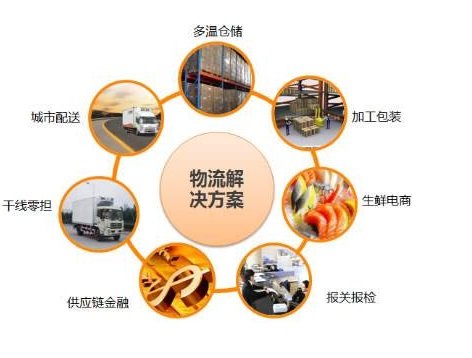 多温仓储
城市配送
加工包装
物流解
决方案
干线零担
生鲜电商
供应链金融
报关报检